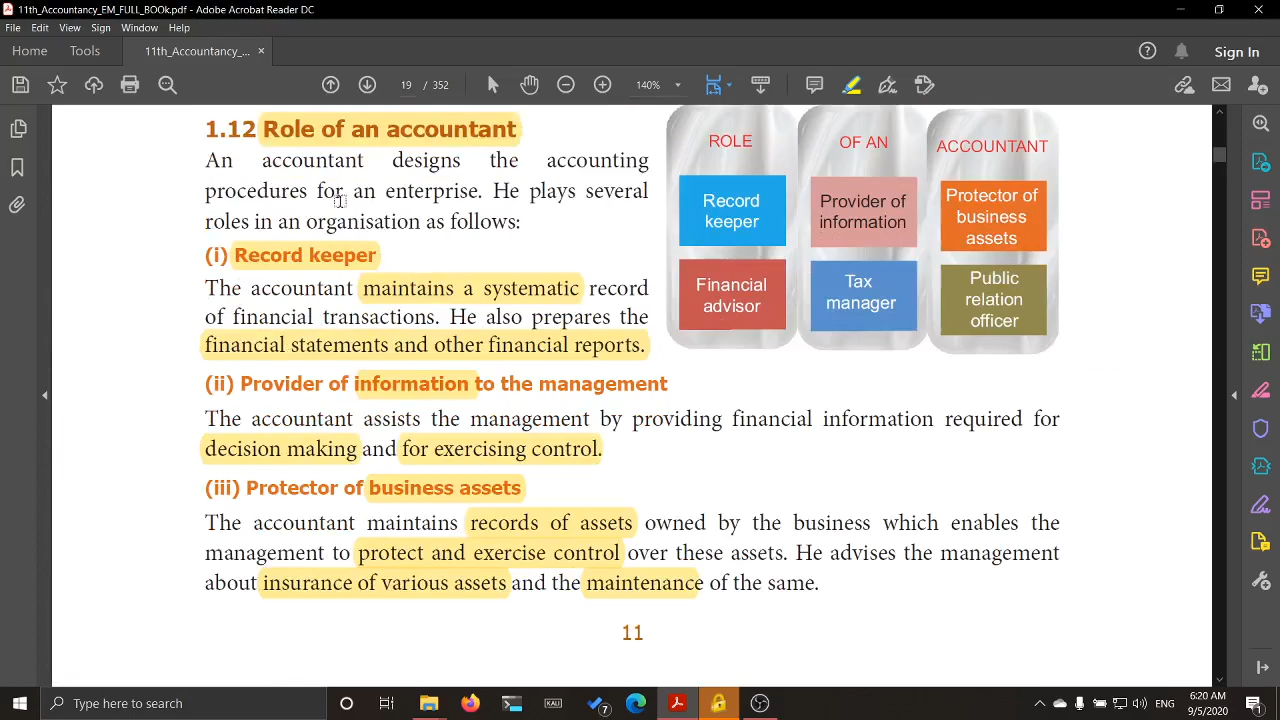 11th_Accountancy_EM_FULL_BOOk.pdf - Adobe Acrobat Reader DC
File Edit View Sign Window Help
Home Tools 11th_Accountancy_... × Sign In
19 / 352 140%
1.12 Role of an accountant
An accountant designs the accounting
procedures for an enterprise. He plays several
roles in an organisation as follows:
(i) Record keeper
The accountant maintains a systematic record
of financial transactions. He also prepares the
financial statements and other financial reports.
ROLE OF AN ACCOUNTANT
Record
keeper
Provider of
information
Protector of
business
assets
Financial
advisor
Tax
manager
Public
relation
officer
(ii) Provider of information to the management
The accountant assists the management by providing financial information required for
decision making and for exercising control.
(iii) Protector of business assets
The accountant maintains records of assets owned by the business which enables the
management to protect and exercise control over these assets. He advises the management
about insurance of various assets and the maintenance of the same.
11
Type here to search
KALI
7
6:20 AM
9/5/2020